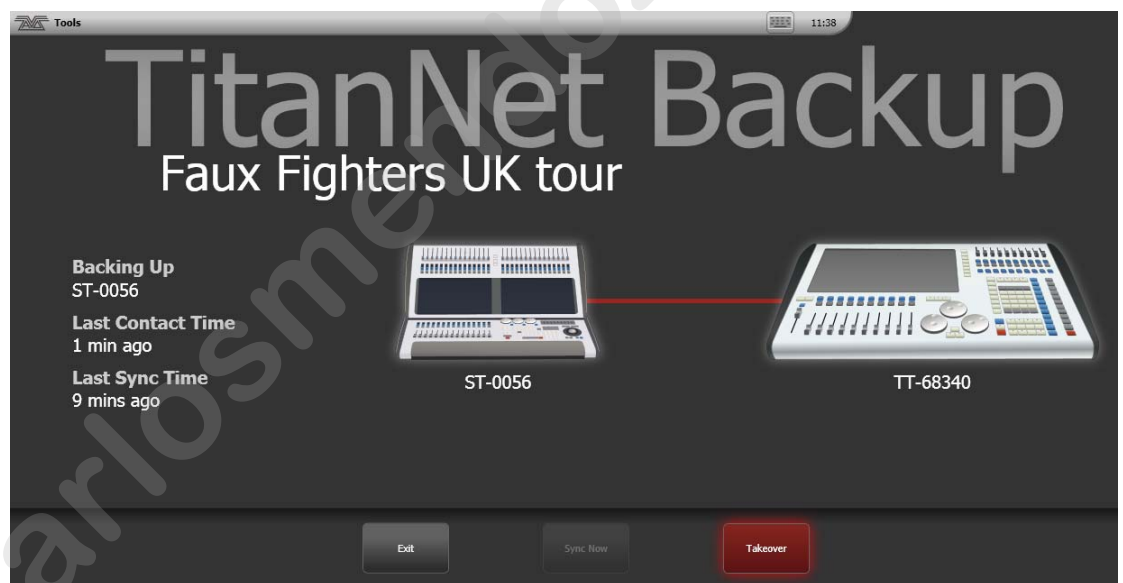 Tools
11:38
TitanNet Backup
Faux Fighters UK tour
Backing Up
ST-0056
Last Contact Time
1 min ago
Last Sync Time
9 mins ago
ST-0056
TT-68340
Exit
Sync Now
Takeover
arlosmendo